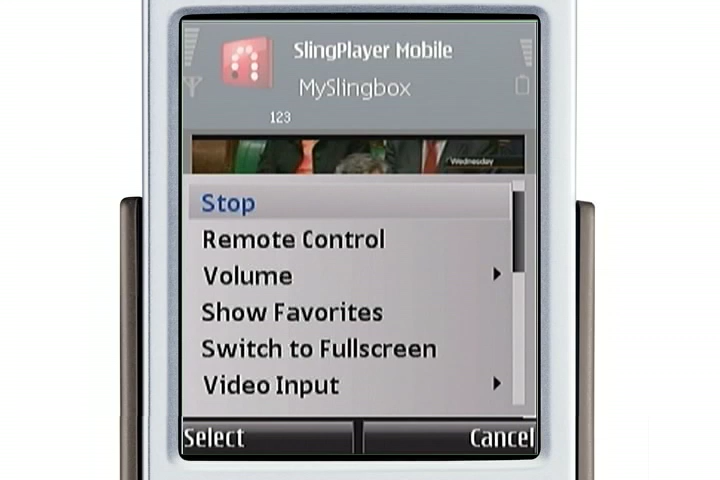 SlingPlayer Mobile
MySlingbox
123
Wednesday
Stop
Remote Control
Volume
Show Favorites
Switch to Fullscreen
Video Input
Select
Cancel